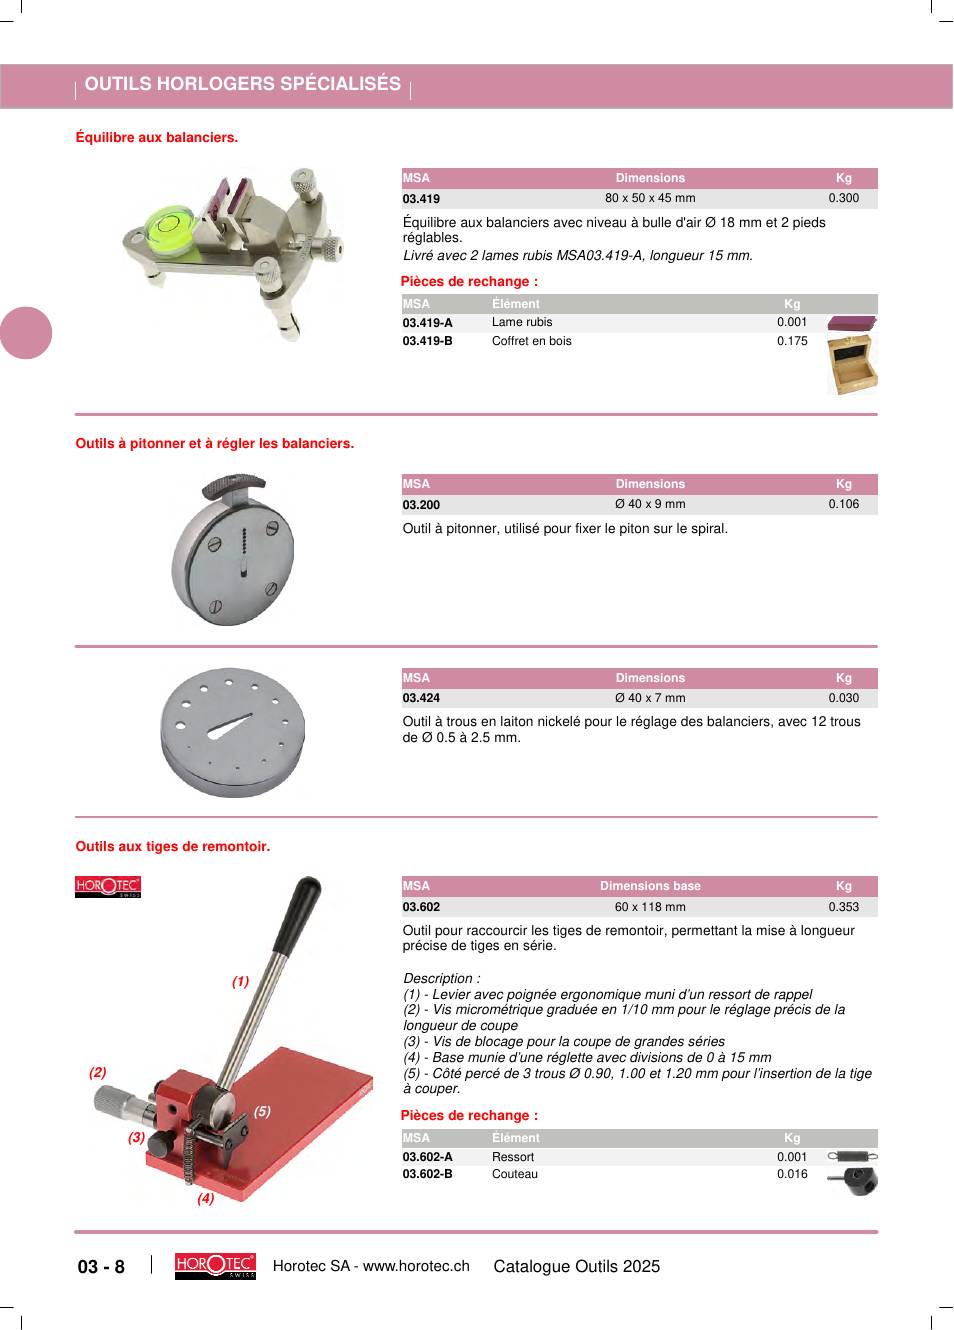 OUTILS HORLOGERS SPÉCIALISÉS
Équilibre aux balanciers.
MSA Dimensions Kg
03.419 80 x 50 x 45 mm 0.300
Équilibre aux balanciers avec niveau à bulle d'air Ø 18 mm et 2 pieds
réglables.
Livré avec 2 lames rubis MSA03.419-A, longueur 15 mm.
Pièces de rechange :
MSA Élément Kg
03.419-A Lame rubis 0.001
03.419-B Coffret en bois 0.175
Outils à pitonner et à régler les balanciers.
MSA Dimensions Kg
03.200 Ø 40 x 9 mm 0.106
Outil à pitonner, utilisé pour fixer le piton sur le spiral.
MSA Dimensions Kg
03.424 Ø 40 x 7 mm 0.030
Outil à trous en laiton nickelé pour le réglage des balanciers, avec 12 trous
de Ø 0.5 à 2.5 mm.
Outils aux tiges de remontoir.
HOROTEC®
SWISS
(1)
(2)
(3)
(4)
(5)
MSA Dimensions base Kg
03.602 60 x 118 mm 0.353
Outil pour raccourcir les tiges de remontoir, permettant la mise à longueur
précise de tiges en série.
Description :
(1) - Levier avec poignée ergonomique muni d'un ressort de rappel
(2) - Vis micrométrique graduée en 1/10 mm pour le réglage précis de la
longueur de coupe
(3) - Vis de blocage pour la coupe de grandes séries
(4) - Base munie d'une réglette avec divisions de 0 à 15 mm
(5) - Côté percé de 3 trous Ø 0.90, 1.00 et 1.20 mm pour l'insertion de la tige
à couper.
Pièces de rechange :
MSA Élément Kg
03.602-A Ressort 0.001
03.602-B Couteau 0.016
03 - 8
HOROTEC®
SWISS
Horotec SA - www.horotec.ch Catalogue Outils 2025